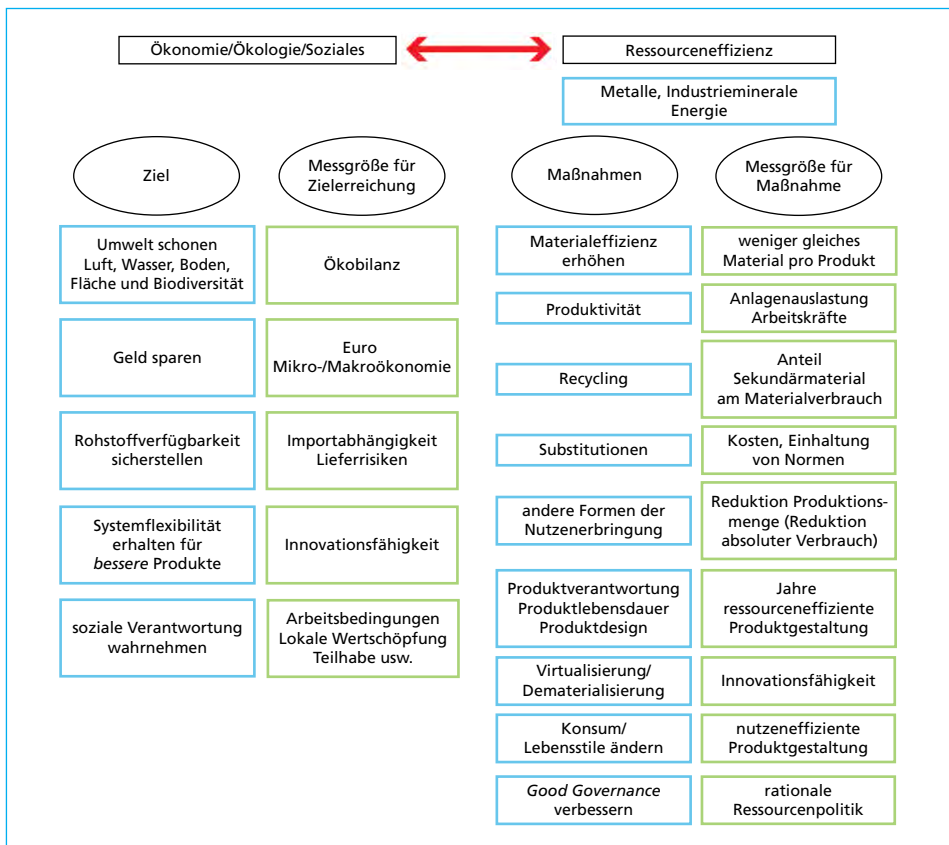 Ökonomie/Ökologie/Soziales
Ressourceneffizienz
Metalle, Industrieminerale
Energie
Ziel
Messgröße für
Zielerreichung
Maßnahmen
Messgröße für
Maßnahme
Umwelt schonen
Luft, Wasser, Boden,
Fläche und Biodiversität
Ökobilanz
Geld sparen
Euro
Mikro-/Makroökonomie
Rohstoffverfügbarkeit
sicherstellen
Importabhängigkeit
Lieferrisiken
Systemflexibilität
erhalten für
bessere Produkte
Innovationsfähigkeit
soziale Verantwortung
wahrnehmen
Arbeitsbedingungen
Lokale Wertschöpfung
Teilhabe usw.
Materialeffizienz
erhöhen
weniger gleiches
Material pro Produkt
Produktivität
Anlagenauslastung
Arbeitskräfte
Recycling
Anteil
Sekundärmaterial
am Materialverbrauch
Substitutionen
Kosten, Einhaltung
von Normen
andere Formen der
Nutzenerbringung
Reduktion Produktions-
menge (Reduktion
absoluter Verbrauch)
Produktverantwortung
Produktlebensdauer
Produktdesign
Jahre
ressourceneffiziente
Produktgestaltung
Virtualisierung/
Dematerialisierung
Innovationsfähigkeit
Konsum/
Lebensstile ändern
nutzeneffiziente
Produktgestaltung
Good Governance
verbessern
rationale
Ressourcenpolitik